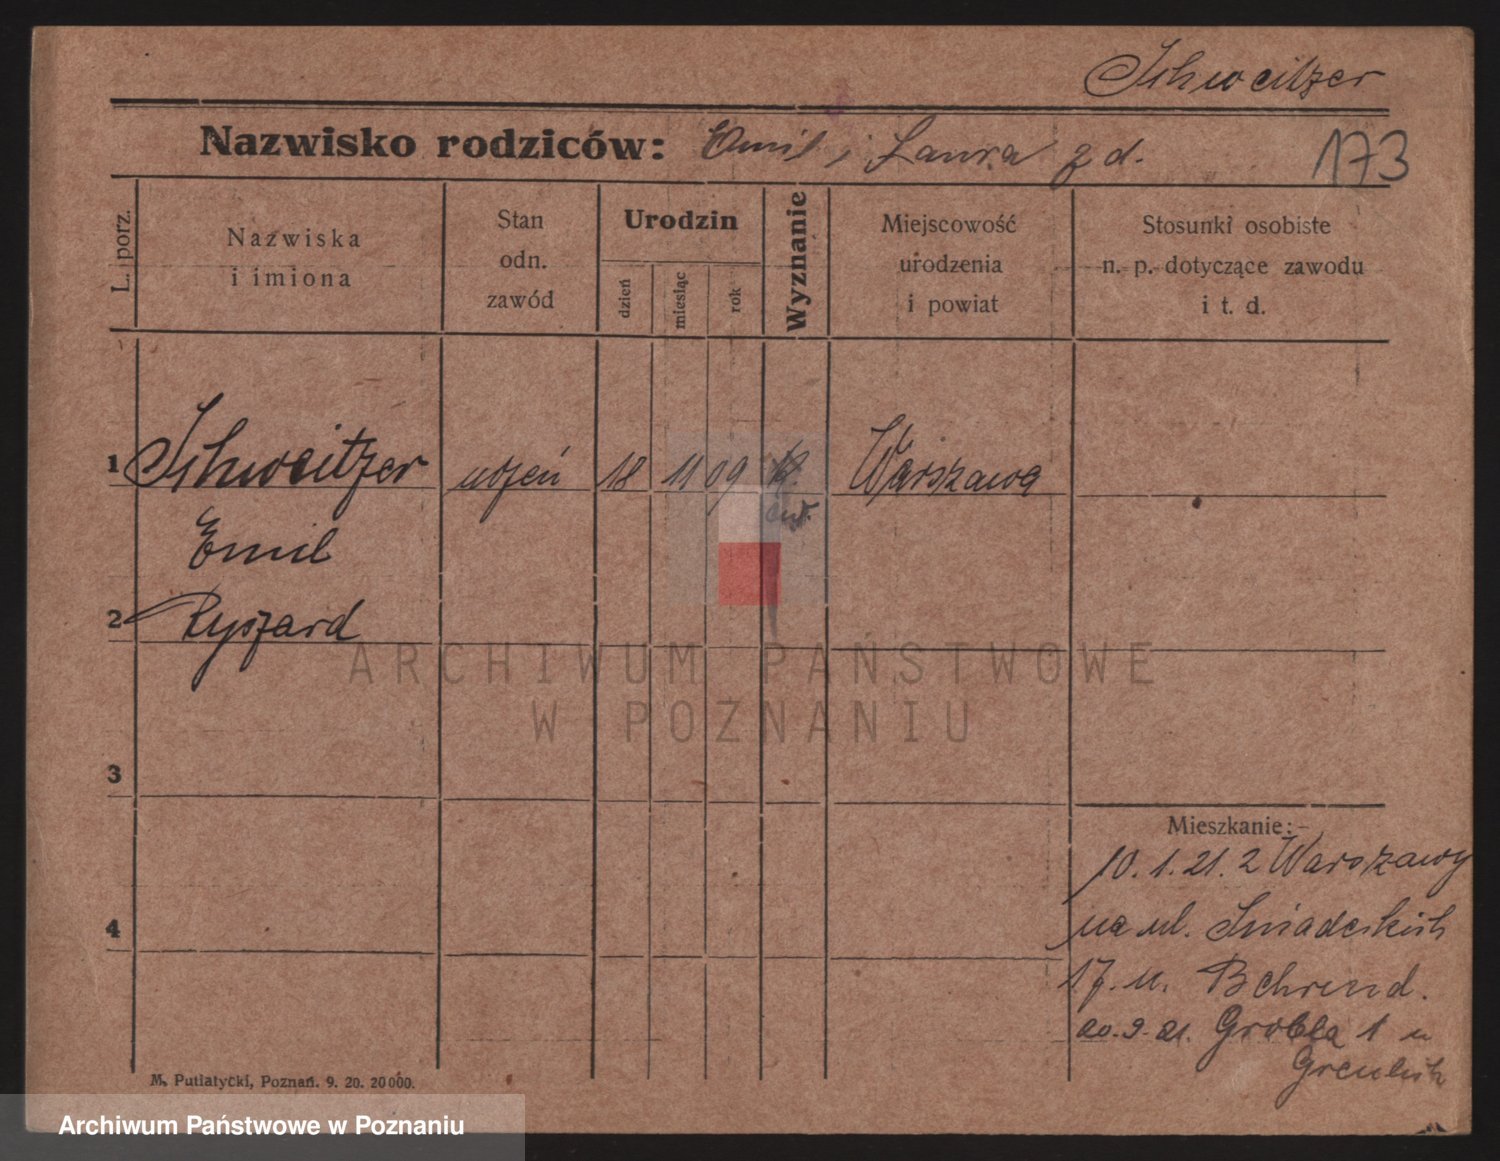 Schweitzer
Nazwisko rodziców: Emil i Laura z d.
173
L. porz.
Nazwiska
i imiona
Stan
odn.
zawód
Urodzin
dzień
miesiąc
rok
Wyznanie
Miejscowość
urodzenia
i powiat
Stosunki osobiste
n. p. dotyczące zawodu
i t. d.
1 Schweitzer uczeń 18 11 09 Warszawa
ew.
Emil
2 Ryszard
ARCHIWUM PAŃSTWOWE
W POZNANIU
3
Mieszkanie:
10.1.21. z Warszawy
4
na ul. Śniadeckich
17. u. Behrend.
20.9.21. Grobla 1 u
M. Putiatycki, Poznań. 9. 20. 20000.
Archiwum Państwowe w Poznaniu